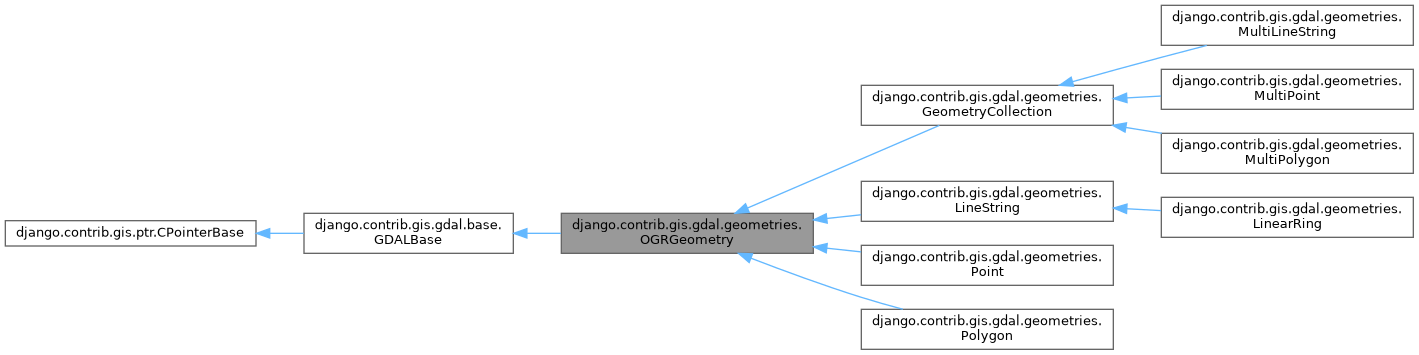 django.contrib.gis.ptr.CPointerBase
django.contrib.gis.gdal.base.
GDALBase
django.contrib.gis.gdal.geometries.
OGRGeometry
django.contrib.gis.gdal.geometries.
GeometryCollection
django.contrib.gis.gdal.geometries.
LineString
django.contrib.gis.gdal.geometries.
Point
django.contrib.gis.gdal.geometries.
Polygon
django.contrib.gis.gdal.geometries.
MultiLineString
django.contrib.gis.gdal.geometries.
MultiPoint
django.contrib.gis.gdal.geometries.
MultiPolygon
django.contrib.gis.gdal.geometries.
LinearRing